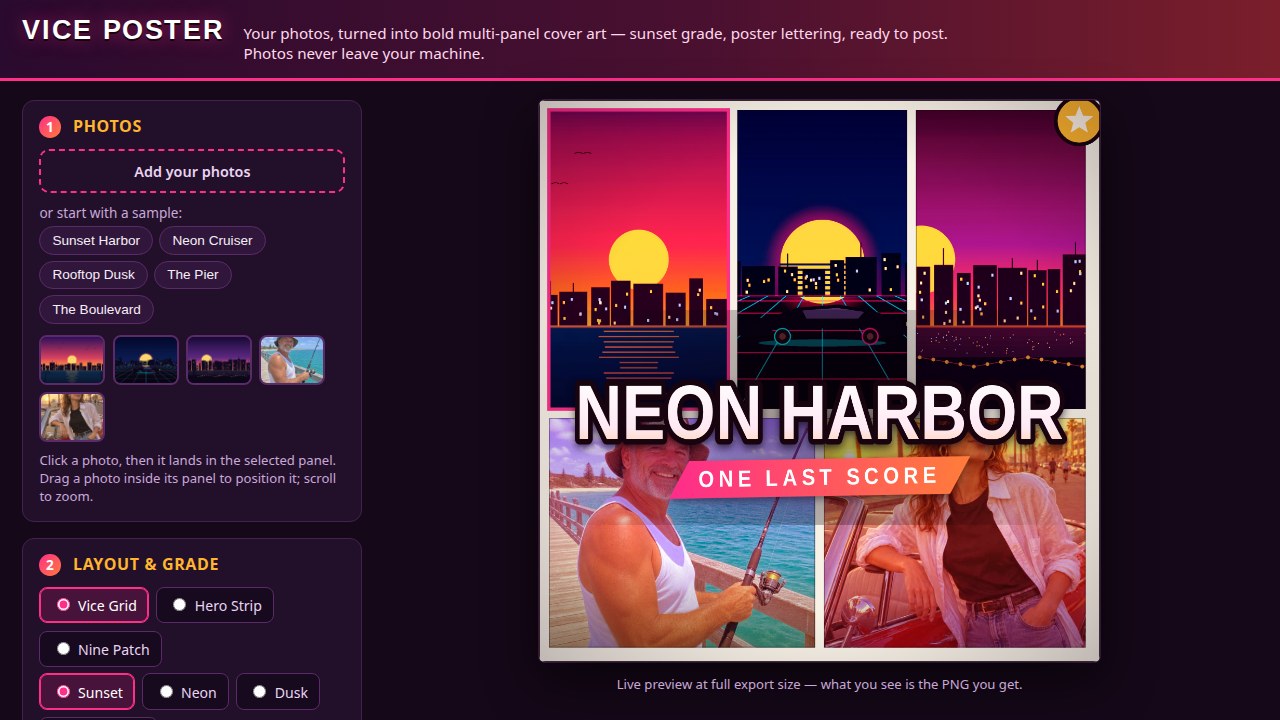 VICE POSTER
Your photos, turned into bold multi-panel cover art — sunset grade, poster lettering, ready to post.
Photos never leave your machine.
1 PHOTOS
Add your photos
or start with a sample:
Sunset Harbor
Neon Cruiser
Rooftop Dusk
The Pier
The Boulevard
Click a photo, then it lands in the selected panel.
Drag a photo inside its panel to position it; scroll
to zoom.
2 LAYOUT & GRADE
Vice Grid
Hero Strip
Nine Patch
Sunset
Neon
Dusk
NEON HARBOR
ONE LAST SCORE
Live preview at full export size — what you see is the PNG you get.